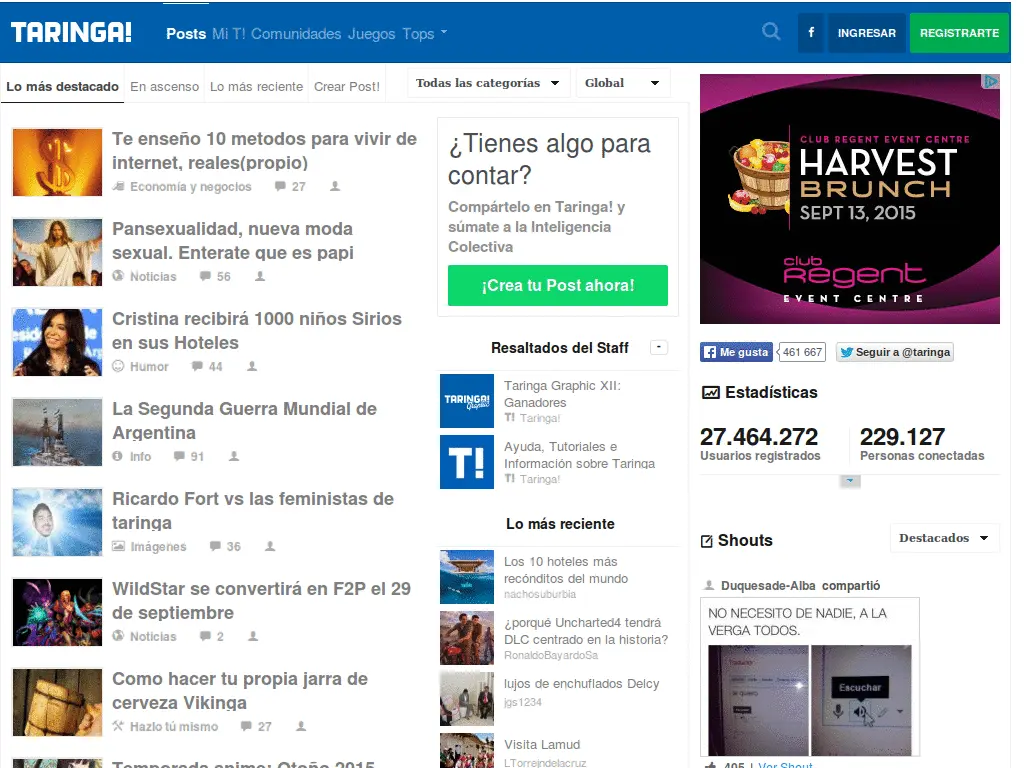 TARINGA!
Posts Mi T! Comunidades Juegos Tops
f
INGRESAR
REGISTRARTE
Lo más destacado
En ascenso
Lo más reciente
Crear Post!
Todas las categorías
Global
Te enseño 10 metodos para vivir de
internet, reales(propio)
Economía y negocios 27
Pansexualidad, nueva moda
sexual. Enterate que es papi
Noticias 56
Cristina recibirá 1000 niños Sirios
en sus Hoteles
Humor 44
La Segunda Guerra Mundial de
Argentina
Info 91
Ricardo Fort vs las feministas de
taringa
Imágenes 36
WildStar se convertirá en F2P el 29
de septiembre
Noticias 2
Como hacer tu propia jarra de
cerveza Vikinga
Hazlo tú mismo 27
Temporada anime: Otoño 2015
¿Tienes algo para
contar?
Compártelo en Taringa! y
súmate a la Inteligencia
Colectiva
¡Crea tu Post ahora!
Resaltados del Staff
-
TARINGA!
Graphic
Taringa Graphic XII:
Ganadores
T! Taringa!
T!
Ayuda, Tutoriales e
Información sobre Taringa
T! Taringa!
Lo más reciente
Los 10 hoteles más
recónditos del mundo
nachosuburbia
¿porqué Uncharted4 tendrá
DLC centrado en la historia?
RonaldoBayardoSa
lujos de enchuflados Delcy
jgs1234
Visita Lamud
LTorrejndelacruz
CLUB REGENT EVENT CENTRE
HARVEST
BRUNCH
SEPT 13, 2015
club
Regent
EVENT CENTRE
Me gusta
461 667
Seguir a @taringa
Estadísticas
27.464.272
Usuarios registrados
229.127
Personas conectadas
Shouts
Destacados
Duquesade-Alba compartió
NO NECESITO DE NADIE, A LA
VERGA TODOS.
Traductor
Escuchar
405 | Ver Shout